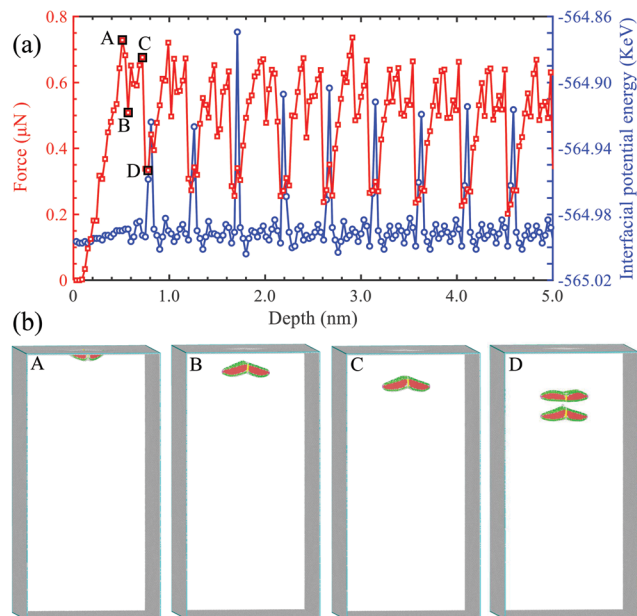 (a)
A
C
B
D
0.8
0.6
0.4
0.2
0
Force (μN)
0
1.0
2.0
3.0
4.0
5.0
Depth (nm)
-564.86
-564.90
-564.94
-564.98
-565.02
Interfacial potential energy (KeV)
(b)
A
B
C
D